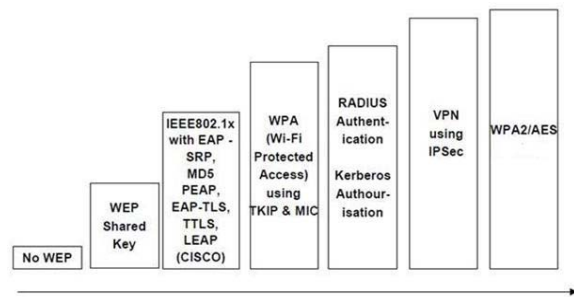 No WEP
WEP
Shared
Key
IEEE802.1x
with EAP -
SRP,
MD5
PEAP,
EAP-TLS,
TTLS,
LEAP
(CISCO)
WPA
(Wi-Fi
Protected
Access)
using
TKIP & MIC
RADIUS
Authent-
ication
Kerberos
Authour-
isation
VPN
using
IPSec
WPA2/AES